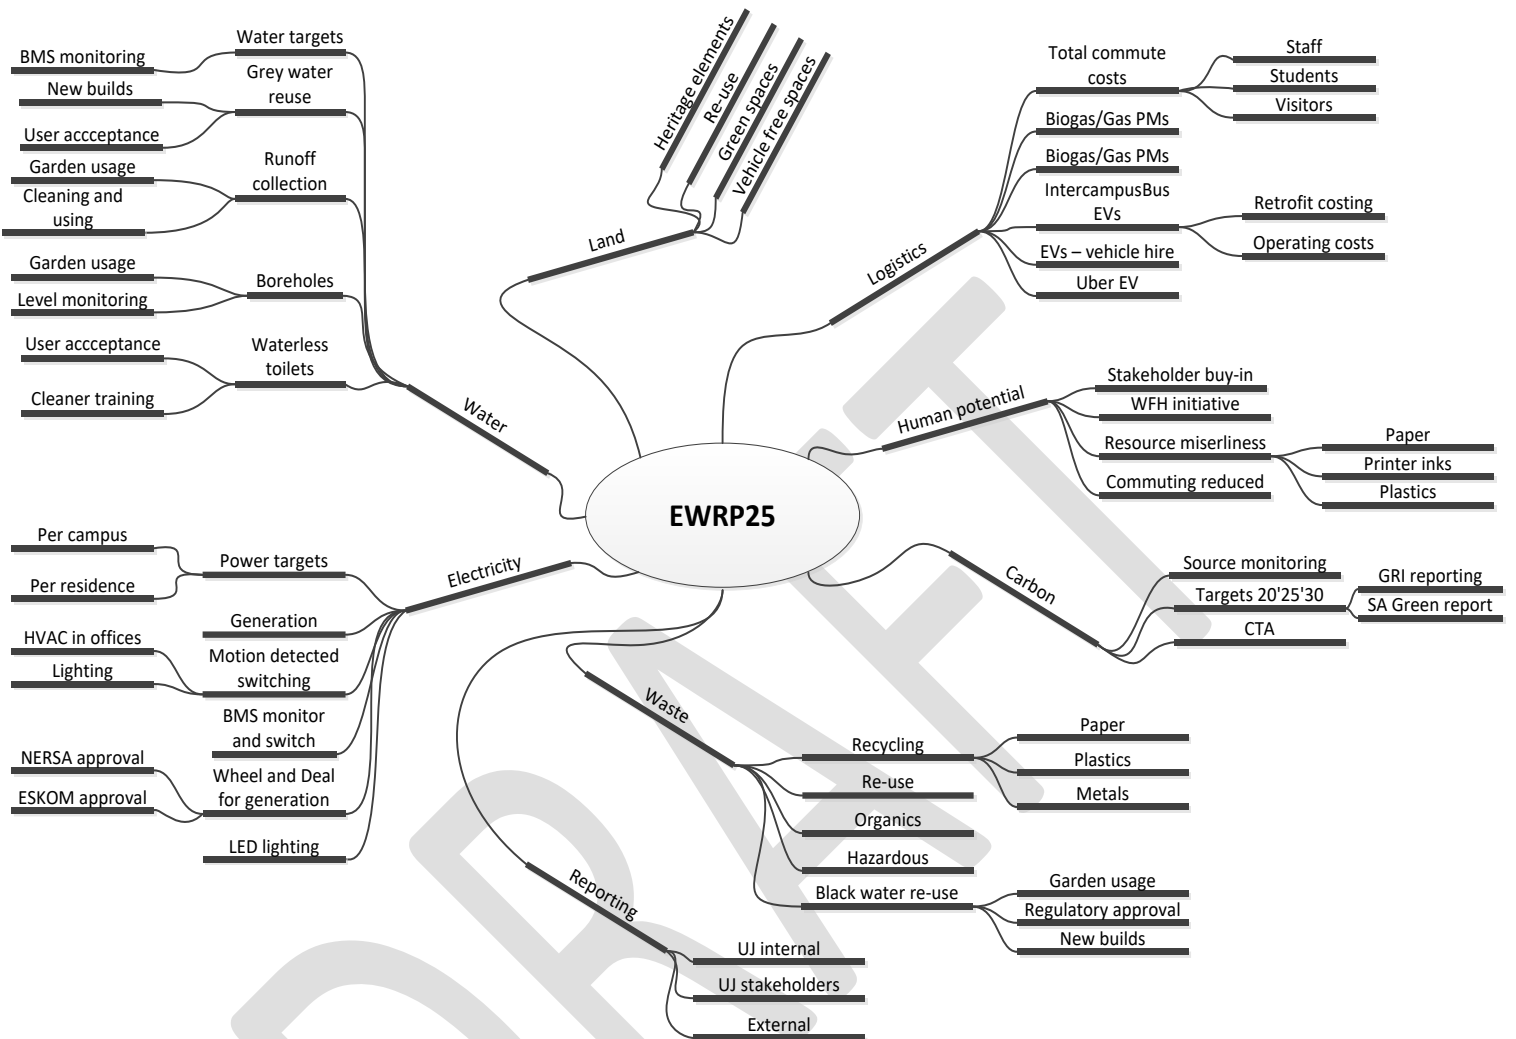 Water targets
BMS monitoring
Grey water
reuse
New builds
User accceptance
Runoff
collection
Garden usage
Cleaning and
using
Boreholes
Garden usage
Level monitoring
Waterless
toilets
User accceptance
Cleaner training
Water
Land
Heritage elements
Re-use
Green spaces
Vehicle free spaces
Logistics
Total commute
costs
Staff
Students
Visitors
Biogas/Gas PMs
Biogas/Gas PMs
IntercampusBus
EVs
Retrofit costing
Operating costs
EVs – vehicle hire
Uber EV
Human potential
Stakeholder buy-in
WFH initiative
Resource miserliness
Paper
Printer inks
Plastics
Commuting reduced
EWRP25
Carbon
Source monitoring
Targets 20'25'30
GRI reporting
SA Green report
CTA
Electricity
Power targets
Per campus
Per residence
Generation
Motion detected
switching
HVAC in offices
Lighting
BMS monitor
and switch
Wheel and Deal
for generation
NERSA approval
ESKOM approval
LED lighting
Waste
Recycling
Paper
Plastics
Metals
Re-use
Organics
Hazardous
Black water re-use
Garden usage
Regulatory approval
New builds
Reporting
UJ internal
UJ stakeholders
External
DRAFT